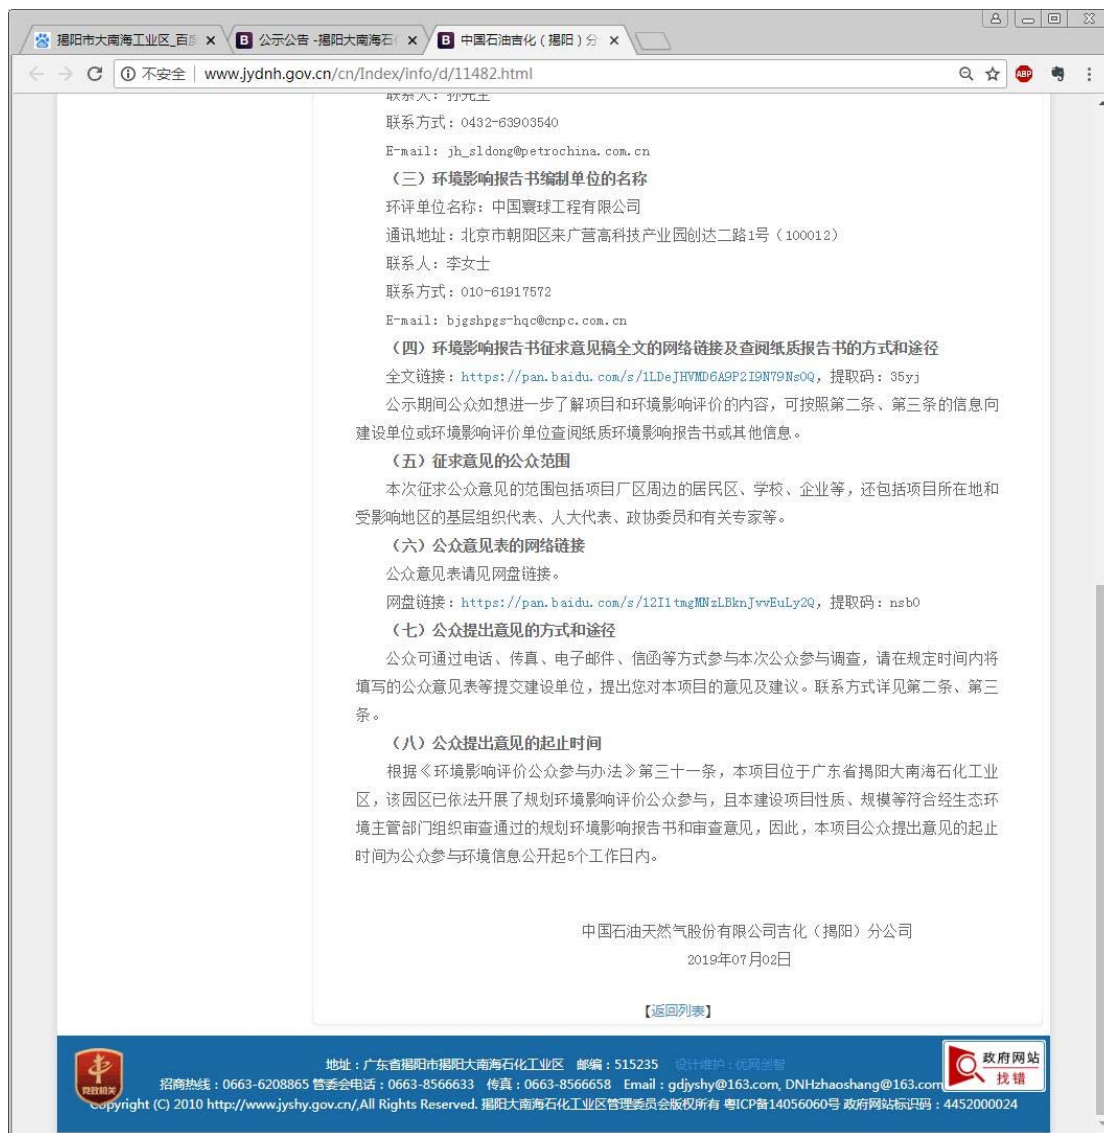 揭阳市大南海工业区_百度
公示公告 -揭阳大南海石化
中国石油吉化（揭阳）分
不安全 | www.jydnh.gov.cn/cn/Index/info/d/11482.html
联系人：孙先生
联系方式：0432-63903540
E-mail: jh_sldong@petrochina.com.cn
（三）环境影响报告书编制单位的名称
环评单位名称：中国寰球工程有限公司
通讯地址：北京市朝阳区来广营高科技产业园创达二路1号（100012）
联系人：李女士
联系方式：010-61917572
E-mail: bjgshpgs-hqc@cnpc.com.cn
（四）环境影响报告书征求意见稿全文的网络链接及查阅纸质报告书的方式和途径
全文链接：https://pan.baidu.com/s/1LDeJHVMD6A9P2I9N79NsOQ，提取码：35yj
公示期间公众如想进一步了解项目和环境影响评价的内容，可按照第二条、第三条的信息向
建设单位或环境影响评价单位查阅纸质环境影响报告书或其他信息。
（五）征求意见的公众范围
本次征求公众意见的范围包括项目厂区周边的居民区、学校、企业等，还包括项目所在地和
受影响地区的基层组织代表、人大代表、政协委员和有关专家等。
（六）公众意见表的网络链接
公众意见表请见网盘链接。
网盘链接：https://pan.baidu.com/s/12I1tmgMNzLBknJvvEuLy2Q，提取码：nsb0
（七）公众提出意见的方式和途径
公众可通过电话、传真、电子邮件、信函等方式参与本次公众参与调查，请在规定时间内将
填写的公众意见表等提交建设单位，提出您对本项目的意见及建议。联系方式详见第二条、第三
条。
（八）公众提出意见的起止时间
根据《环境影响评价公众参与办法》第三十一条，本项目位于广东省揭阳大南海石化工业
区，该园区已依法开展了规划环境影响评价公众参与，且本建设项目性质、规模等符合经生态环
境主管部门组织审查通过的规划环境影响报告书和审查意见，因此，本项目公众提出意见的起止
时间为公众参与环境信息公开起5个工作日内。
中国石油天然气股份有限公司吉化（揭阳）分公司
2019年07月02日
【返回列表】
地址：广东省揭阳市揭阳大南海石化工业区 邮编：515235 设计维护：优网创智
招商热线：0663-6208865 管委会电话：0663-8566633 传真：0663-8566658 Email：gdjyshy@163.com, DNHzhaoshang@163.com
Copyright (C) 2010 http://www.jyshy.gov.cn/,All Rights Reserved. 揭阳大南海石化工业区管理委员会版权所有 粤ICP备14056060号 政府网站标识码：4452000024
党政机关
政府网站
找错
ABP